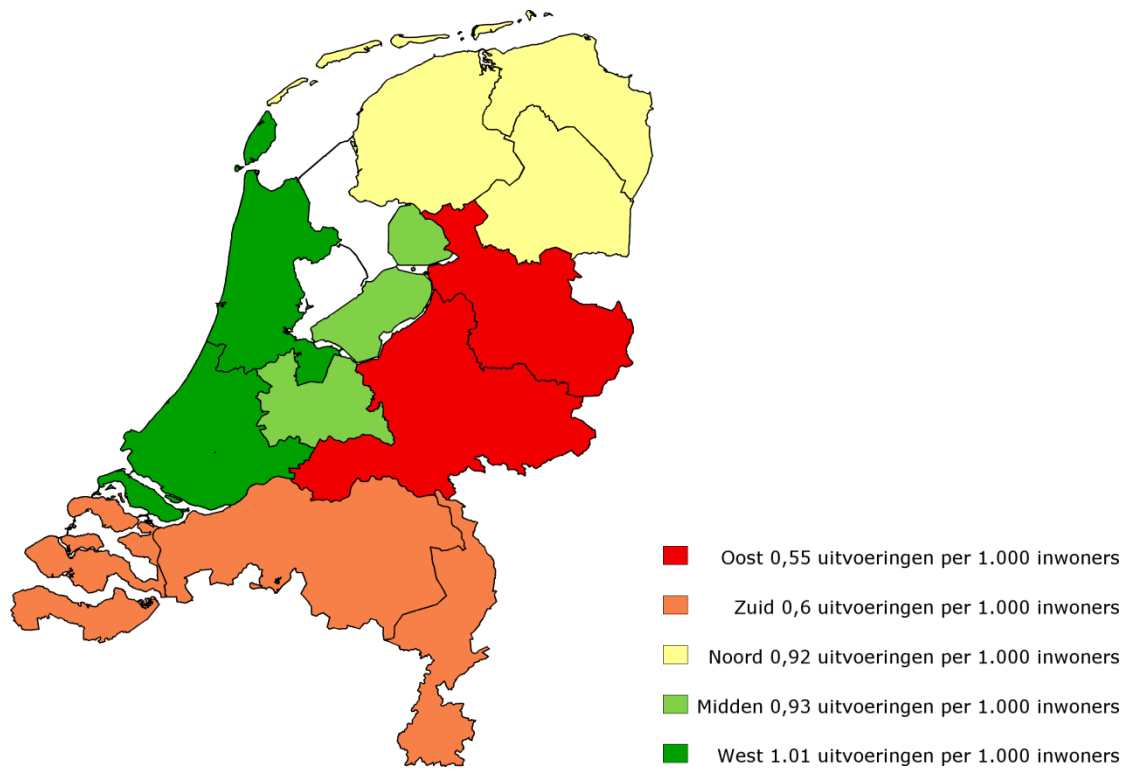 Oost 0,55 uitvoeringen per 1.000 inwoners
Zuid 0,6 uitvoeringen per 1.000 inwoners
Noord 0,92 uitvoeringen per 1.000 inwoners
Midden 0,93 uitvoeringen per 1.000 inwoners
West 1.01 uitvoeringen per 1.000 inwoners